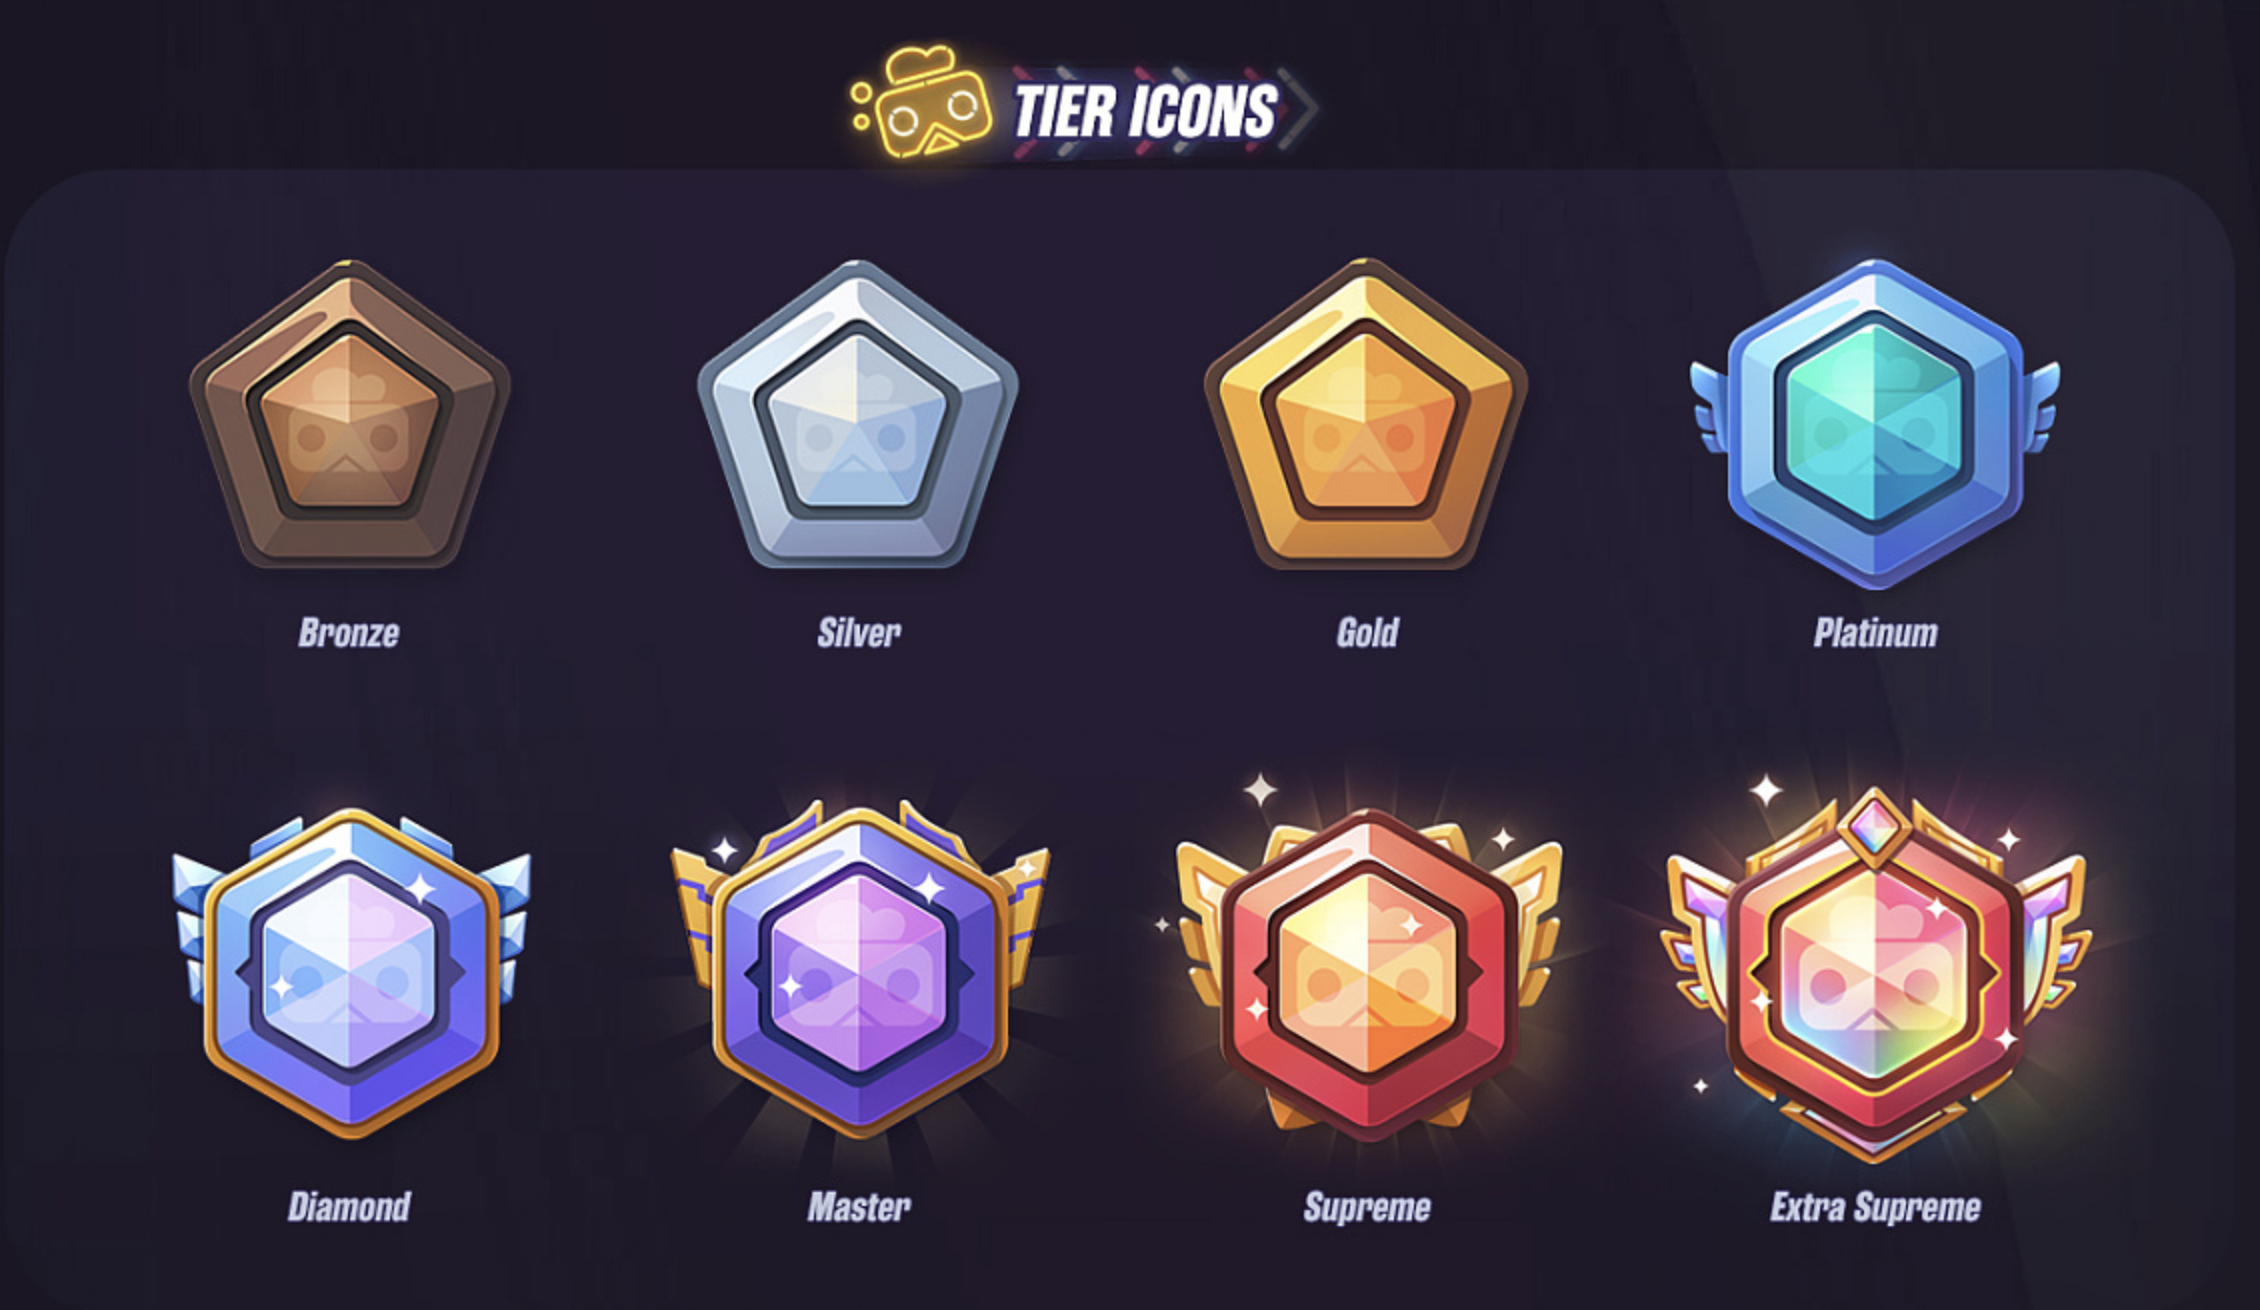 TIER ICONS
Bronze
Silver
Gold
Platinum
Diamond
Master
Supreme
Extra Supreme